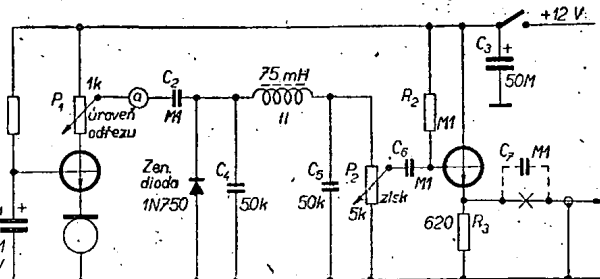 +12 V
C3
+
50M
1k
P1
úroveň
odřezu
C2
M1
a
75 mH
11
R2
M1
Zen.
dioda
1N750
C4
50k
C5
50k
P2
5k
zisk
C6
M1
C7
M1
620
R3
+
M
V